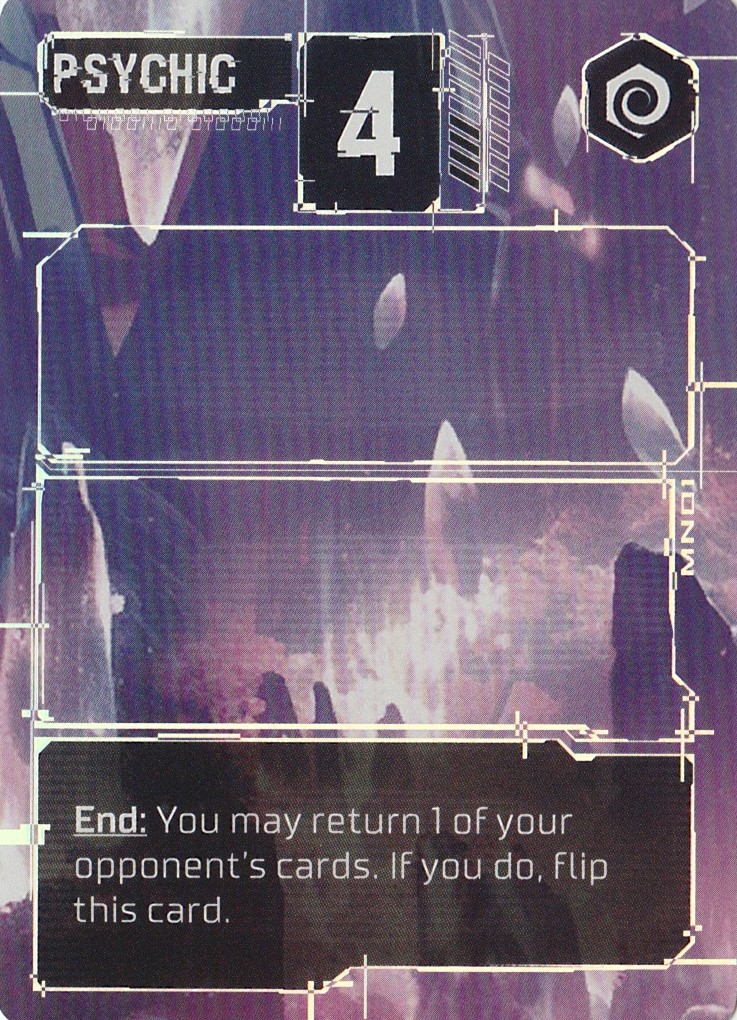 PSYCHIC
4
MN01
End: You may return 1 of your
opponent's cards. If you do, flip
this card.